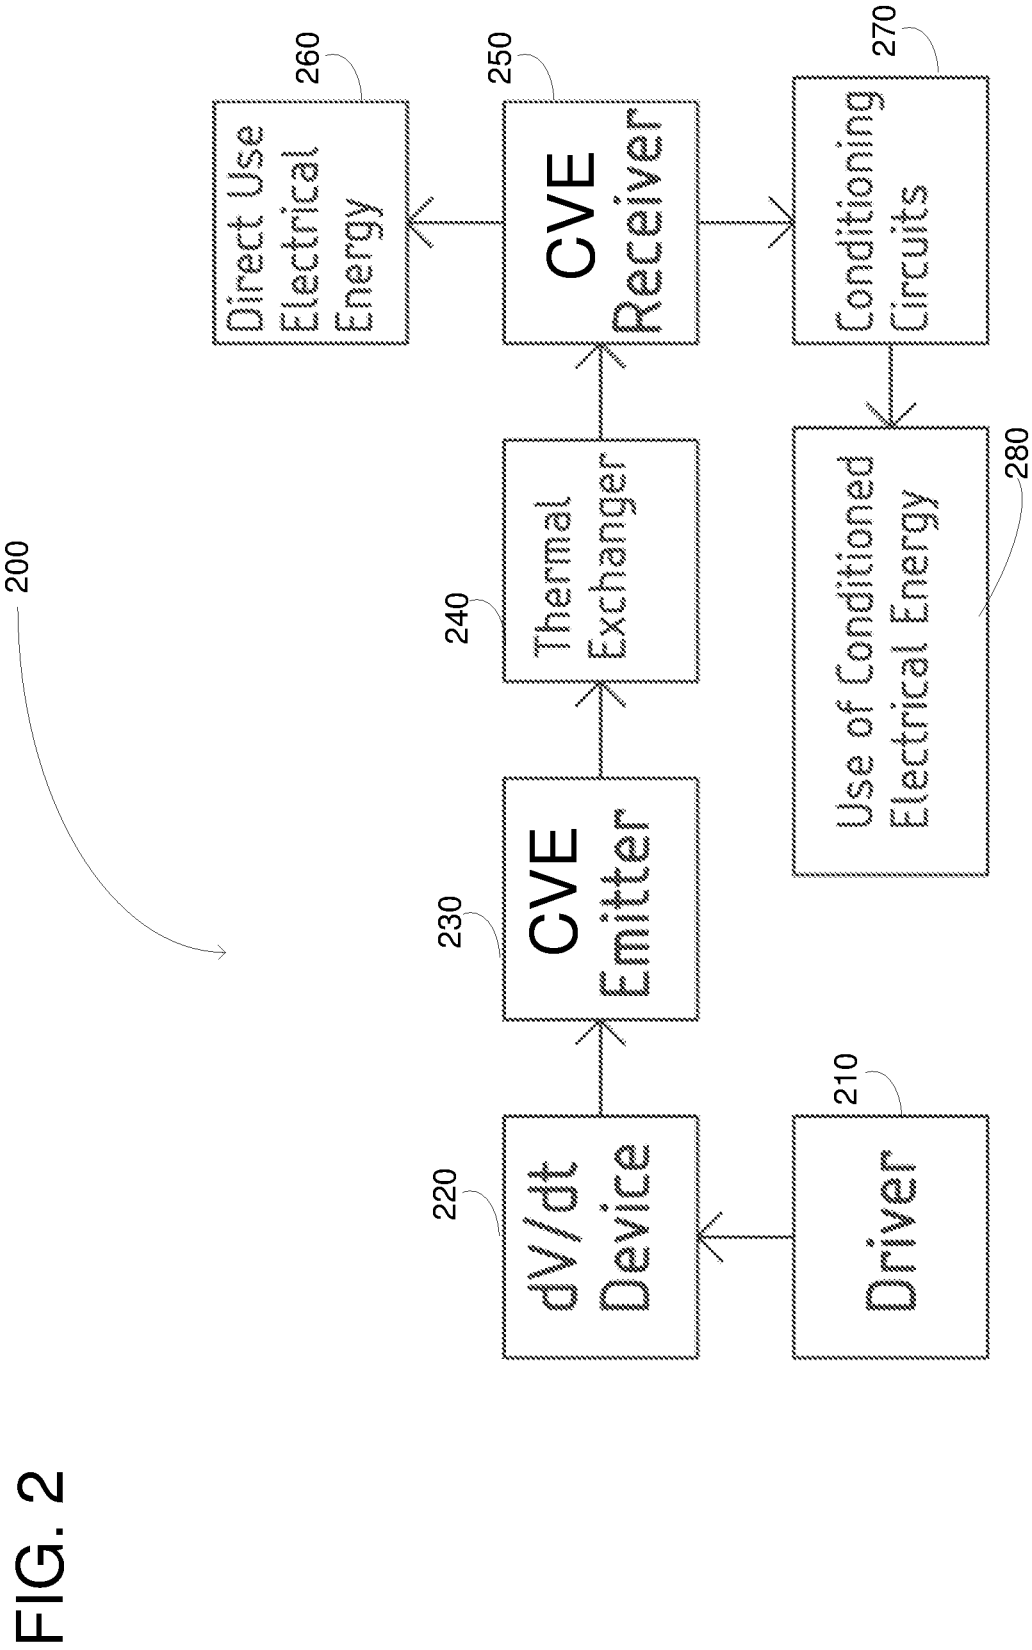 FIG. 2
200
260
Direct Use
Electrical
Energy
220
dV/dt
Device
230
CVE
Emitter
240
Thermal
Exchanger
250
CVE
Receiver
210
Driver
280
Use of Conditioned
Electrical Energy
270
Conditioning
Circuits